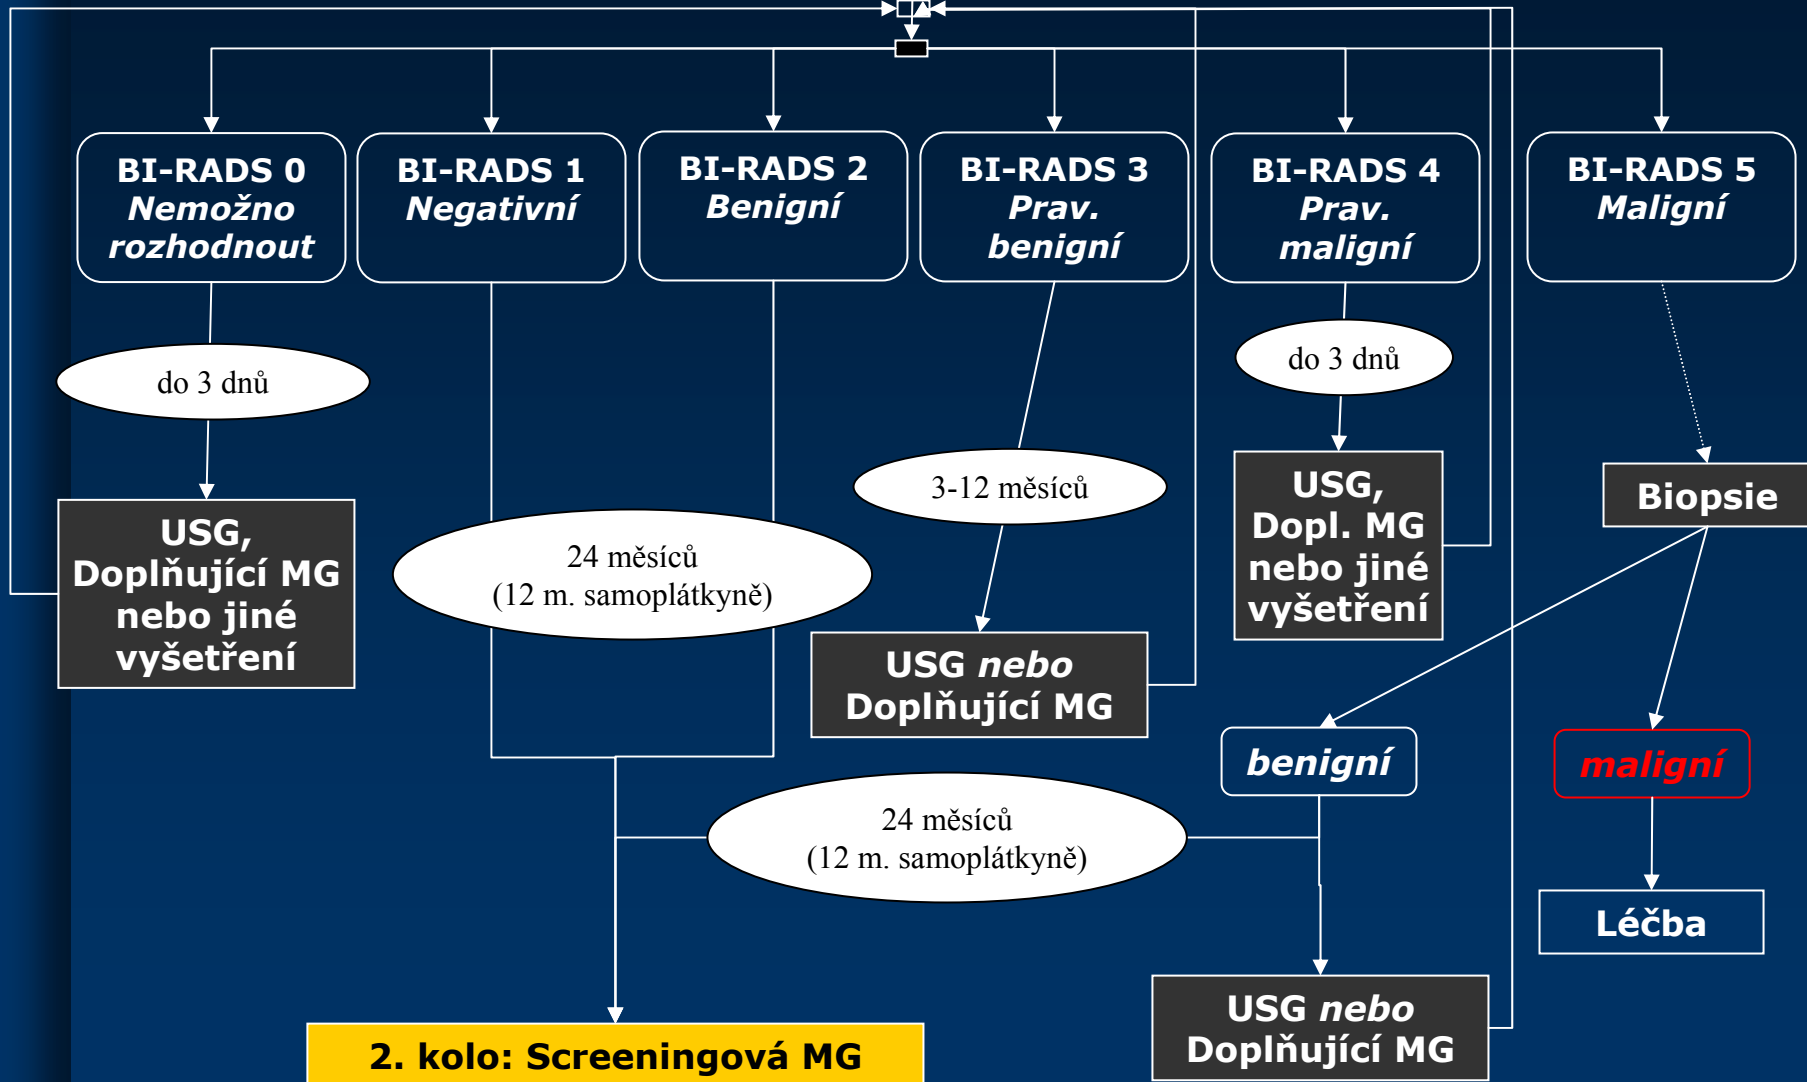 BI-RADS 0
Nemožno
rozhodnout
BI-RADS 1
Negativní
BI-RADS 2
Benigní
BI-RADS 3
Prav.
benigní
BI-RADS 4
Prav.
maligní
BI-RADS 5
Maligní
do 3 dnů
do 3 dnů
3-12 měsíců
USG,
Doplňující MG
nebo jiné
vyšetření
24 měsíců
(12 m. samoplátkyně)
USG,
Dopl. MG
nebo jiné
vyšetření
Biopsie
USG nebo
Doplňující MG
benigní
maligní
24 měsíců
(12 m. samoplátkyně)
Léčba
USG nebo
Doplňující MG
2. kolo: Screeningová MG